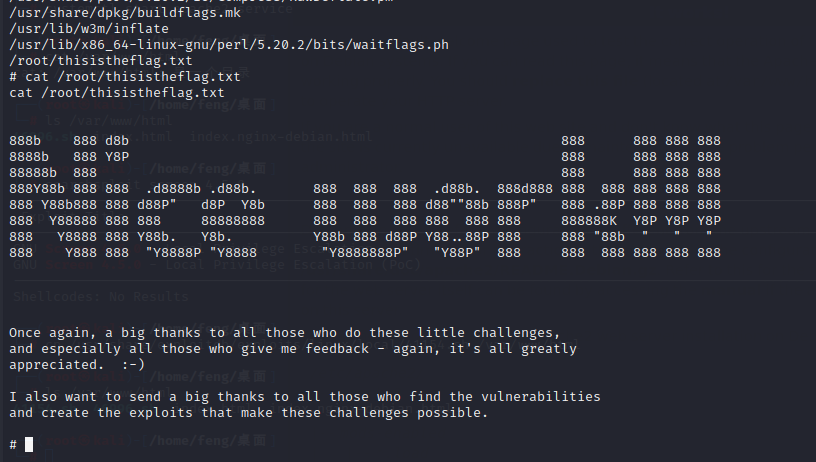 /usr/share/dpkg/buildflags.mk
/usr/lib/w3m/inflate
/usr/lib/x86_64-linux-gnu/perl/5.20.2/bits/waitflags.ph
/root/thisistheflag.txt
# cat /root/thisistheflag.txt
cat /root/thisistheflag.txt
888b    888 d8b                                                      888      888 888 888
8888b   888 Y8P                                                      888      888 888 888
88888b  888                                                          888      888 888 888
888Y88b 888 888  .d8888b .d88b.       888  888  888  .d88b.  888d888 888  888 888 888 888
888 Y88b888 888 d88P"   d8P  Y8b      888  888  888 d88""88b 888P"   888 .88P 888 888 888
888  Y88888 888 888     88888888      888  888  888 888  888 888     888888K  Y8P Y8P Y8P
888   Y8888 888 Y88b.   Y8b.          Y88b 888 d88P Y88..88P 888     888 "88b  "   "   "
888    Y888 888  "Y8888P "Y8888        "Y8888888P"   "Y88P"  888     888  888 888 888 888
Shellcodes: No Results
Once again, a big thanks to all those who do these little challenges,
and especially all those who give me feedback - again, it's all greatly
appreciated.  :-)
I also want to send a big thanks to all those who find the vulnerabilities
and create the exploits that make these challenges possible.
#